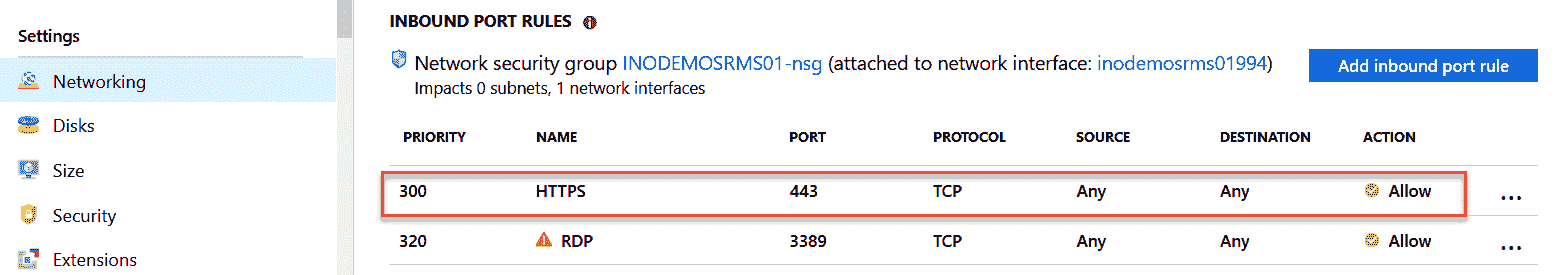 Settings
Networking
Disks
Size
Security
Extensions
INBOUND PORT RULES
Network security group INODEMOSRMS01-nsg (attached to network interface: inodemosrms01994)
Impacts 0 subnets, 1 network interfaces
Add inbound port rule
PRIORITY NAME PORT PROTOCOL SOURCE DESTINATION ACTION
300 HTTPS 443 TCP Any Any Allow ...
320 RDP 3389 TCP Any Any Allow ...